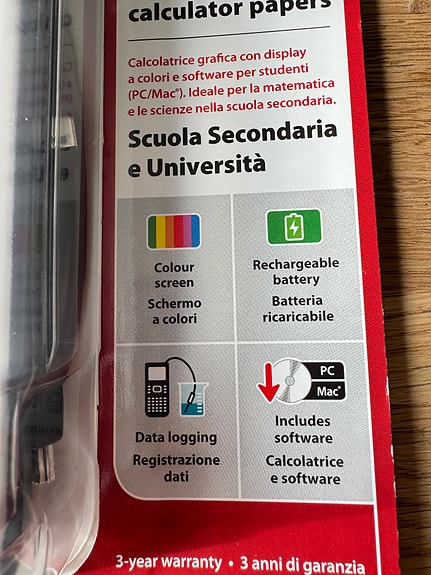 calculator papers
Calcolatrice grafica con display
a colori e software per studenti
(PC/Mac®). Ideale per la matematica
e le scienze nella scuola secondaria.
Scuola Secondaria
e Università
Colour
screen
Schermo
a colori
Rechargeable
battery
Batteria
ricaricabile
Data logging
Registrazione
dati
PC
Mac®
Includes
software
Calcolatrice
e software
3-year warranty • 3 anni di garanzia